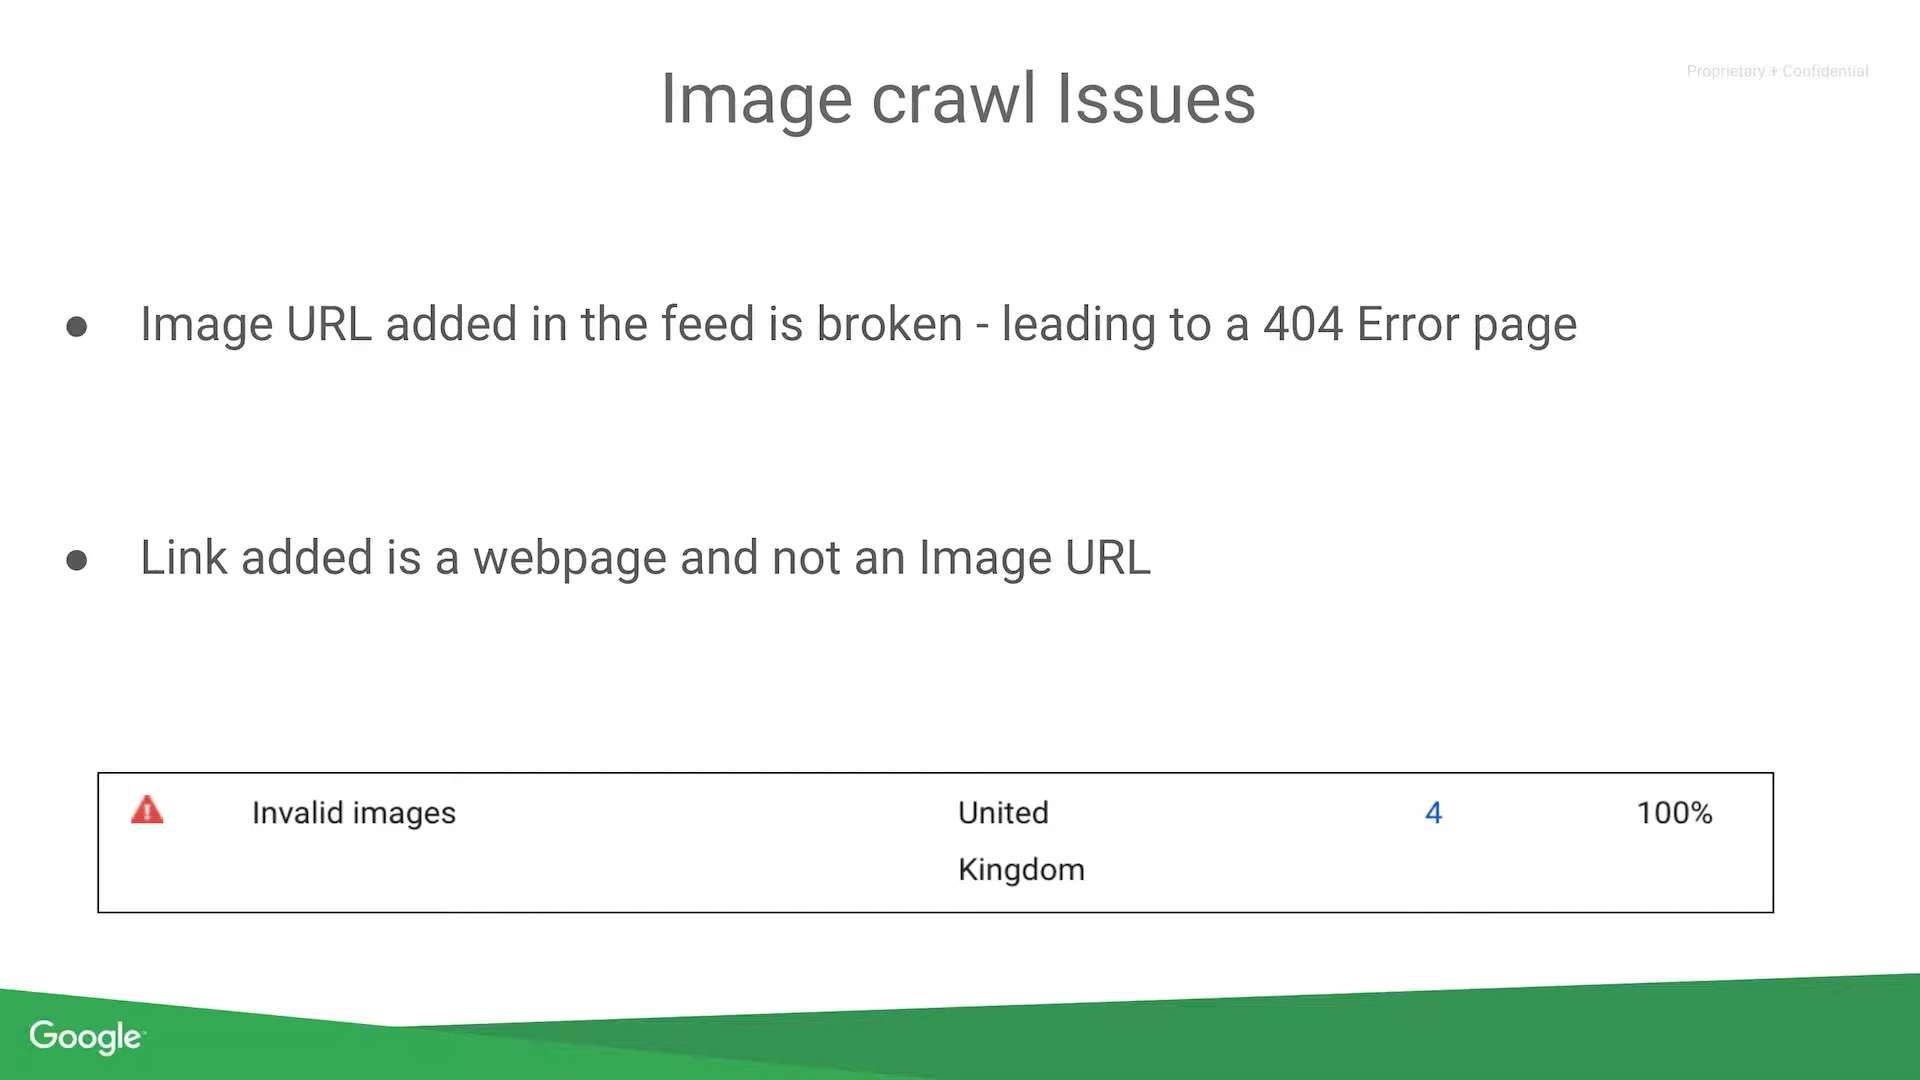 Proprietary + Confidential
Image crawl Issues
● Image URL added in the feed is broken - leading to a 404 Error page
● Link added is a webpage and not an Image URL
Invalid images United 4 100%
Kingdom
Google